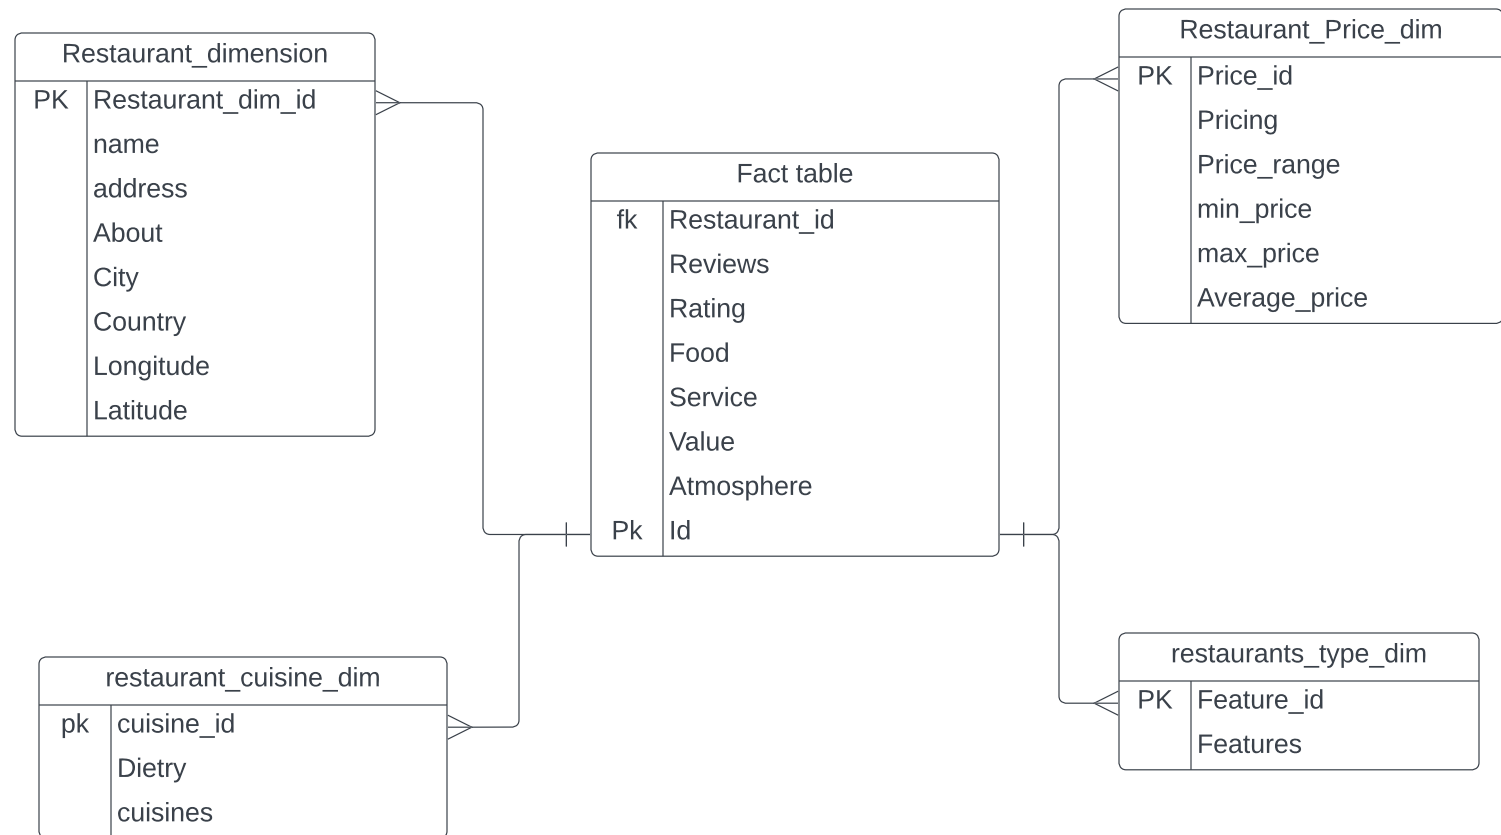 Restaurant_dimension
PK Restaurant_dim_id
name
address
About
City
Country
Longitude
Latitude
Fact table
fk Restaurant_id
Reviews
Rating
Food
Service
Value
Atmosphere
Pk Id
Restaurant_Price_dim
PK Price_id
Pricing
Price_range
min_price
max_price
Average_price
restaurant_cuisine_dim
pk cuisine_id
Dietry
cuisines
restaurants_type_dim
PK Feature_id
Features